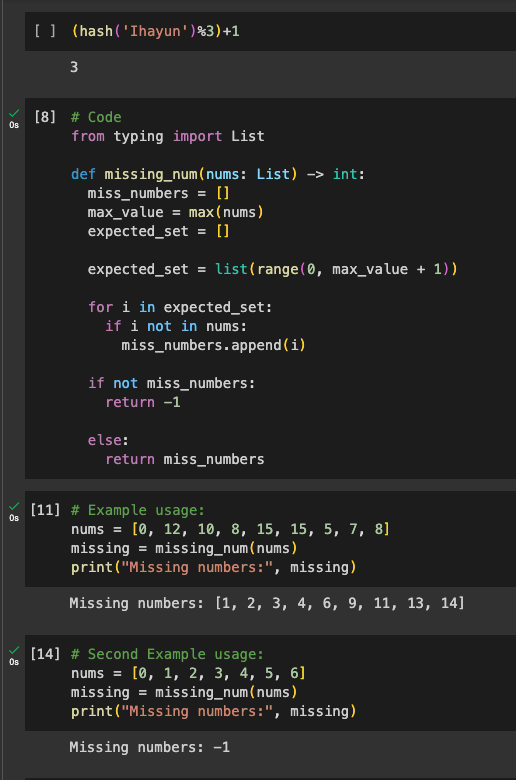 [ ] (hash('Ihayun')%3)+1
3
0s
[8] # Code
from typing import List
def missing_num(nums: List) -> int:
miss_numbers = []
max_value = max(nums)
expected_set = []
expected_set = list(range(0, max_value + 1))
for i in expected_set:
if i not in nums:
miss_numbers.append(i)
if not miss_numbers:
return -1
else:
return miss_numbers
0s
[11] # Example usage:
nums = [0, 12, 10, 8, 15, 15, 5, 7, 8]
missing = missing_num(nums)
print("Missing numbers:", missing)
Missing numbers: [1, 2, 3, 4, 6, 9, 11, 13, 14]
0s
[14] # Second Example usage:
nums = [0, 1, 2, 3, 4, 5, 6]
missing = missing_num(nums)
print("Missing numbers:", missing)
Missing numbers: -1